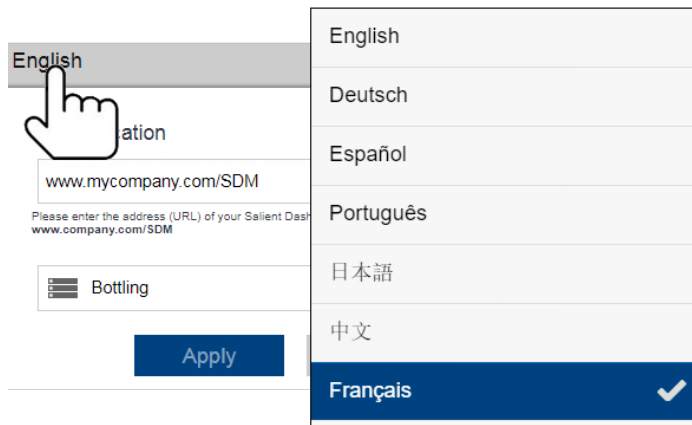 English
ation
www.mycompany.com/SDM
Please enter the address (URL) of your Salient Dash
www.company.com/SDM
Bottling
Apply
English
Deutsch
Español
Português
日本語
中文
Français